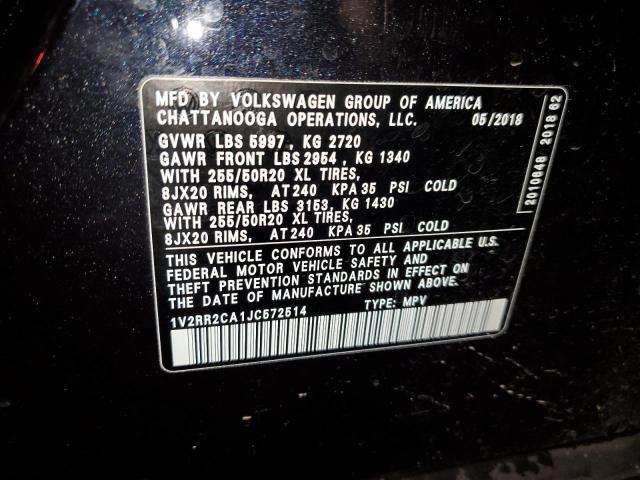 MFD BY VOLKSWAGEN GROUP OF AMERICA
CHATTANOOGA OPERATIONS, LLC. 05/2018
GVWR LBS 5997 , KG 2720
GAWR FRONT LBS 2954 , KG 1340
WITH 255/50R20 XL TIRES,
8JX20 RIMS, AT 240 KPA 35 PSI COLD
GAWR REAR LBS 3153, KG 1430
WITH 255/50R20 XL TIRES,
8JX20 RIMS, AT 240 KPA 35 PSI COLD
THIS VEHICLE CONFORMS TO ALL APPLICABLE U.S.
FEDERAL MOTOR VEHICLE SAFETY AND
THEFT PREVENTION STANDARDS IN EFFECT ON
THE DATE OF MANUFACTURE SHOWN ABOVE.
1V2RR2CA1JC572514 TYPE: MPV
2010648 2018 62